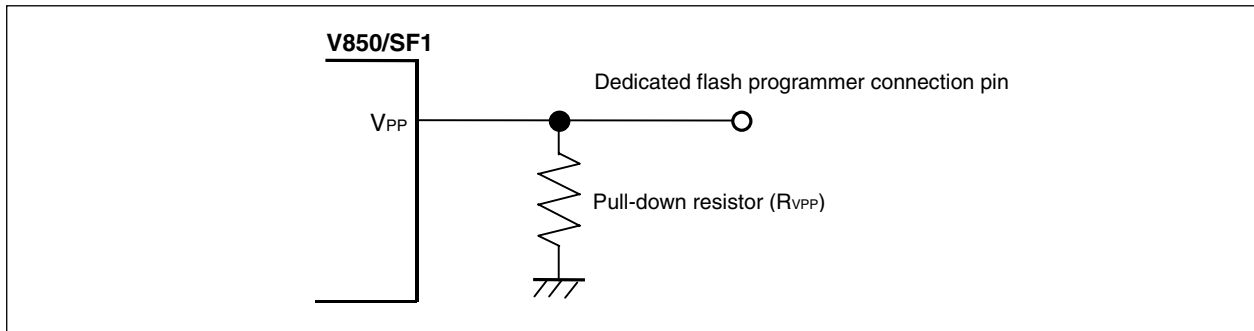 V850/SF1
Dedicated flash programmer connection pin
VPP
Pull-down resistor (RVPP)